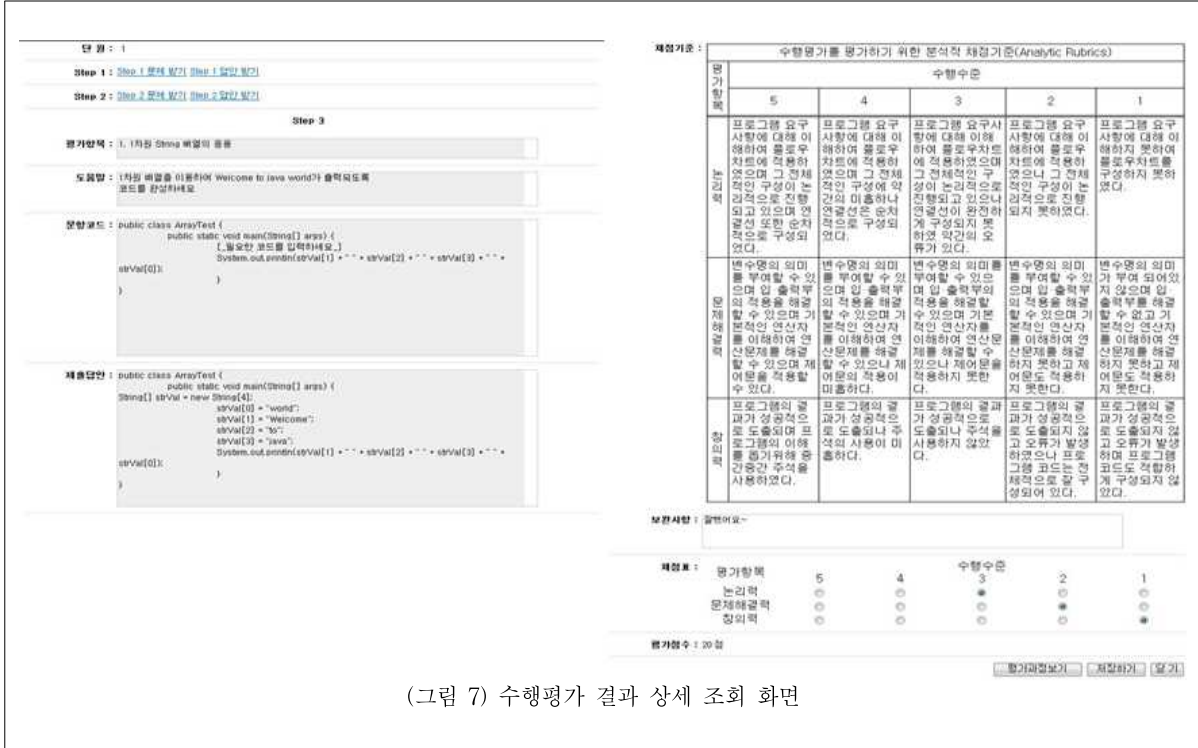 단 원 : 1
Step 1 : Step 1 문제 받기 Step 1 답안 받기
Step 2 : Step 2 문제 받기 Step 2 답안 받기
Step 3
평가항목 : 1. 1차원 String 배열의 응용
도움말 : 1차원 배열을 이용하여 Welcome to java world가 출력되도록
코드를 완성하세요
문항코드 : public class ArrayTest {
public static void main(String[] args) {
[_필요한 코드를 입력하세요_]
System.out.println(strVal[1] + " " + strVal[2] + " " + strVal[3] + " " +
strVal[0]);
}
}
제출답안 : public class ArrayTest {
public static void main(String[] args) {
String[] strVal = new String[4];
strVal[0] = "world";
strVal[1] = "Welcome";
strVal[2] = "to";
strVal[3] = "java";
System.out.println(strVal[1] + " " + strVal[2] + " " + strVal[3] + " " +
strVal[0]);
}
}
채점기준 :
수행평가를 평가하기 위한 분석적 채점기준(Analytic Rubrics)
평가항목
수행수준
5 4 3 2 1
논리력
프로그램 요구
사항에 대해 이
해하여 플로우
차트에 적용하
였으며 그 전체
적인 구성이 논
리적으로 진행
되고 있으며 연
결선 또한 순차
적으로 구성되
었다.
프로그램 요구
사항에 대해 이
해하여 플로우
차트에 적용하
였으며 그 전체
적인 구성에 약
간의 미흡하나
연결선은 순차
적으로 구성되
었다.
프로그램 요구사
항에 대해 이해
하여 플로우차트
에 적용하였으며
그 전체적인 구
성이 논리적으로
진행되고 있으나
연결선이 완전하
게 구성되지 못
하였 약간의 오
류가 있다.
프로그램 요구
사항에 대해 이
해하여 플로우
차트에 적용하
였으나 그 전체
적인 구성이 논
리적으로 진행
되지 못하였다.
프로그램 요구
사항에 대해 이
해하지 못하여
플로우차트를
구성하지 못하
였다.
문제해결력
변수명의 의미
를 부여할 수 있
으며 입·출력부
의 적용을 해결
할 수 있으며 기
본적인 연산자
를 이해하여 연
산문제를 해결
할 수 있으며 제
어문을 적용할
수 있다.
변수명의 의미
를 부여할 수 있
으며 입·출력부
의 적용을 해결
할 수 있으며 기
본적인 연산자
를 이해하여 연
산문제를 해결
할 수 있으나 제
어문의 적용이
미흡하다.
변수명의 의미를
부여할 수 있으
며 입·출력부의
적용을 해결할
수 있으며 기본
적인 연산자를
이해하여 연산문
제를 해결할 수
있으나 제어문을
적용하지 못한
다.
변수명의 의미
를 부여할 수 있
으며 입·출력부
의 적용을 해결
할 수 있으며 기
본적인 연산자
를 이해하여 연
산문제를 해결
하지 못하고 제
어문도 적용하
지 못한다.
변수명의 의미
가 부여 되어있
지 않으며 입·
출력부를 해결
할 수 없고 기
본적인 연산자
를 이해하여 연
산문제를 해결
하지 못하고 제
어문도 적용하
지 못한다.
창의력
프로그램의 결
과가 성공적으
로 도출되며 프
로그램의 이해
를 돕기위해 중
간중간 주석을
사용하였다.
프로그램의 결
과가 성공적으
로 도출되나 주
석의 사용이 미
흡하다.
프로그램의 결과
가 성공적으로
도출되나 주석을
사용하지 않았
다.
프로그램의 결
과가 성공적으
로 도출되지 않
고 오류가 발생
하였으나 프로
그램 코드는 전
체적으로 잘 구
성되어 있다.
프로그램의 결
과가 성공적으
로 도출되지 않
고 오류가 발생
하며 프로그램
코드도 적합하
게 구성되지 않
았다.
보완사항 : 잘했어요~
채점표 :
평가항목 수행수준
5 4 3 2 1
논리력
문제해결력
창의력
평가점수 : 20 점
평가과정보기 저장하기 닫기
(그림 7) 수행평가 결과 상세 조회 화면